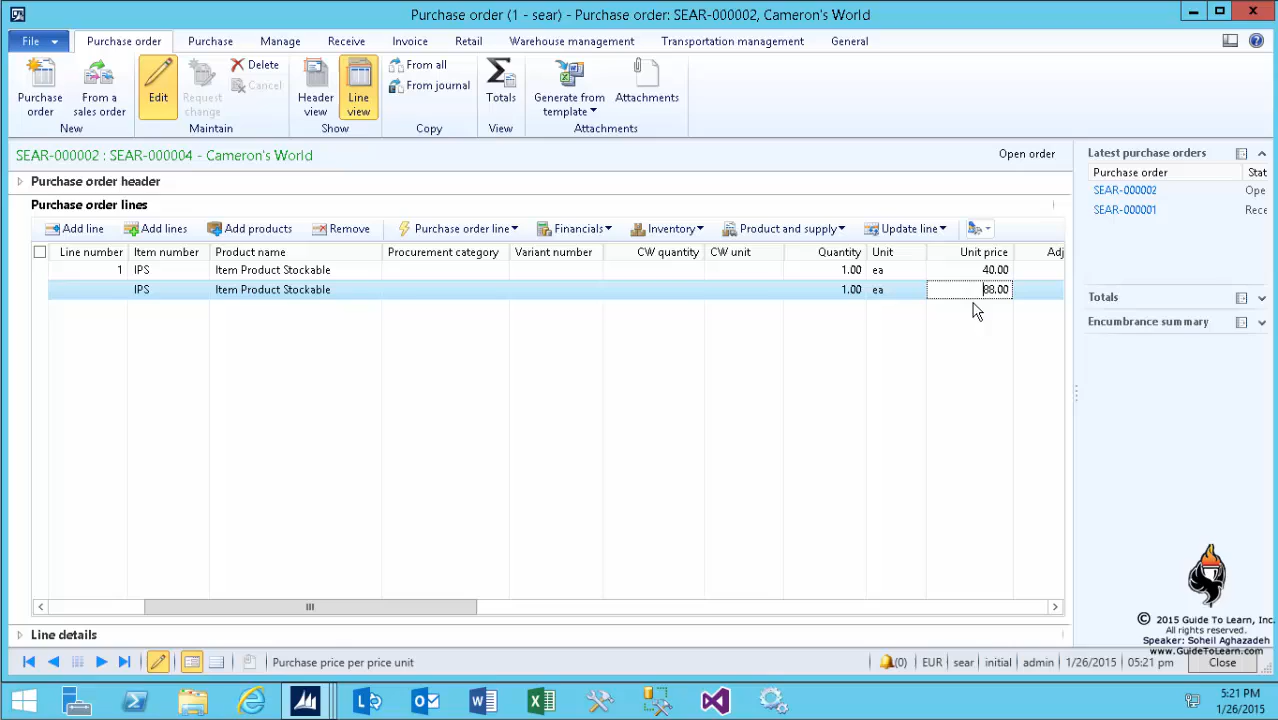 Purchase order (1 - sear) - Purchase order: SEAR-000002, Cameron's World
File
Purchase order
Purchase
Manage
Receive
Invoice
Retail
Warehouse management
Transportation management
General
Purchase order
From a sales order
New
Edit
Request change
Delete
Cancel
Maintain
Header view
Line view
Show
From all
From journal
Copy
Totals
View
Generate from template
Attachments
Attachments
SEAR-000002 : SEAR-000004 - Cameron's World
Open order
Purchase order header
Purchase order lines
Add line
Add lines
Add products
Remove
Purchase order line
Financials
Inventory
Product and supply
Update line
Line number Item number Product name Procurement category Variant number CW quantity CW unit Quantity Unit Unit price Adj
1 IPS Item Product Stockable 1.00 ea 40.00
IPS Item Product Stockable 1.00 ea 88.00
Line details
Latest purchase orders
Purchase order Stat
SEAR-000002 Ope
SEAR-000001 Rece
Totals
Encumbrance summary
© 2015 Guide To Learn, Inc.
All rights reserved.
Speaker: Soheil Aghazadeh
www.GuideToLearn.com
Purchase price per price unit
(0) EUR sear initial admin 1/26/2015 05:21 pm Close
5:21 PM
1/26/2015